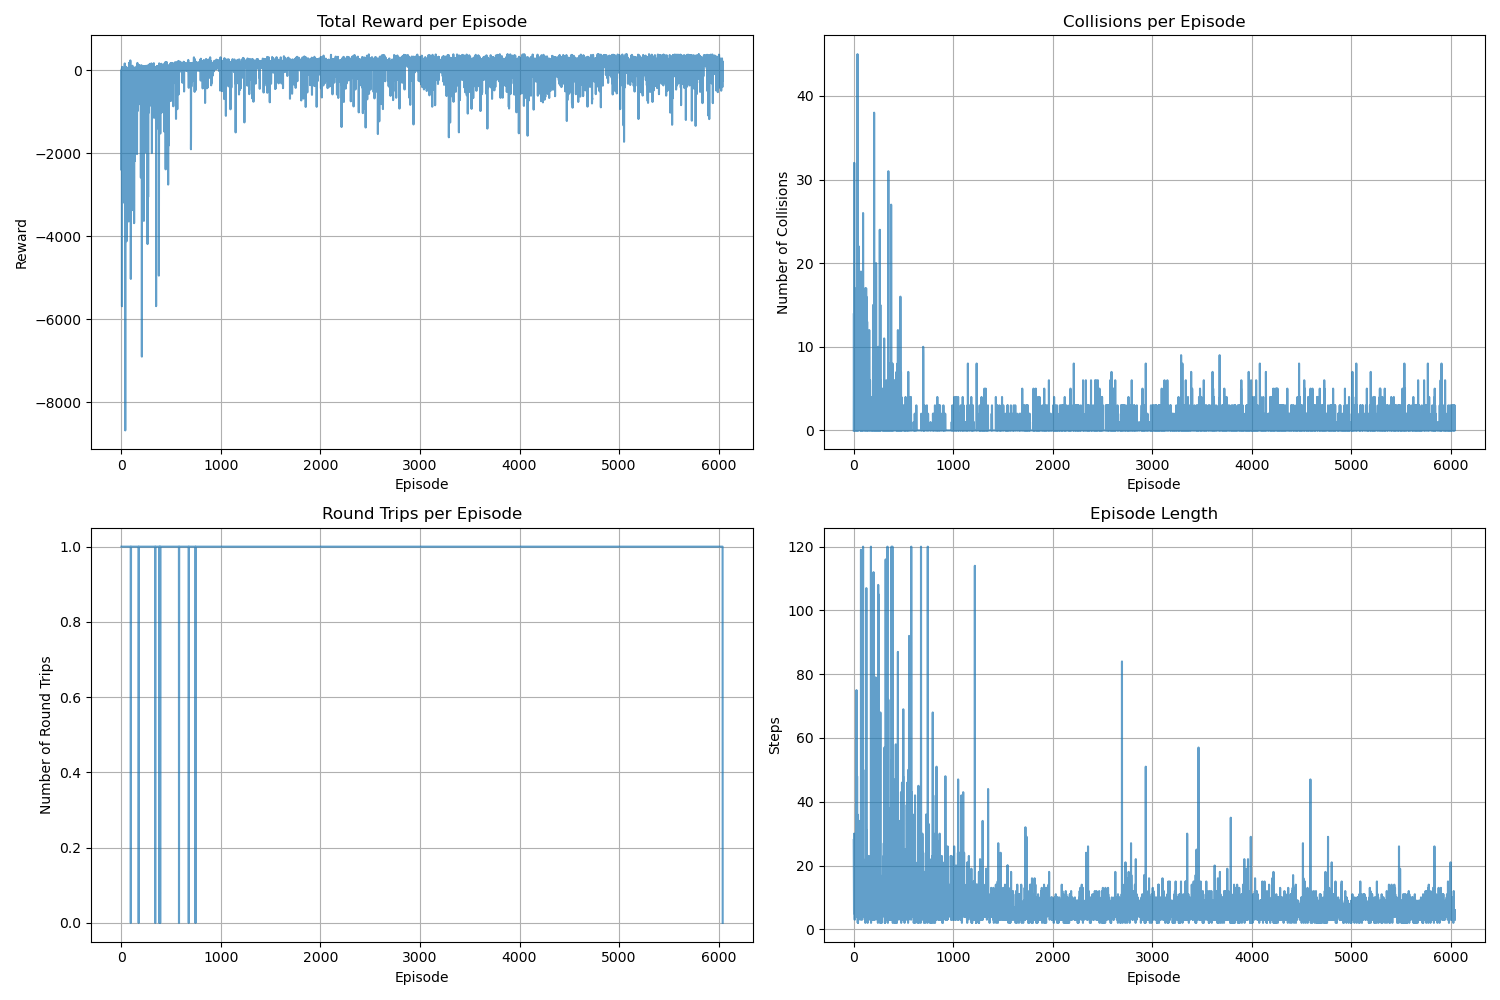 Total Reward per Episode
Reward
0
−2000
−4000
−6000
−8000
0 1000 2000 3000 4000 5000 6000
Episode
Collisions per Episode
Number of Collisions
40
30
20
10
0
0 1000 2000 3000 4000 5000 6000
Episode
Round Trips per Episode
Number of Round Trips
1.0
0.8
0.6
0.4
0.2
0.0
0 1000 2000 3000 4000 5000 6000
Episode
Episode Length
Steps
120
100
80
60
40
20
0
0 1000 2000 3000 4000 5000 6000
Episode